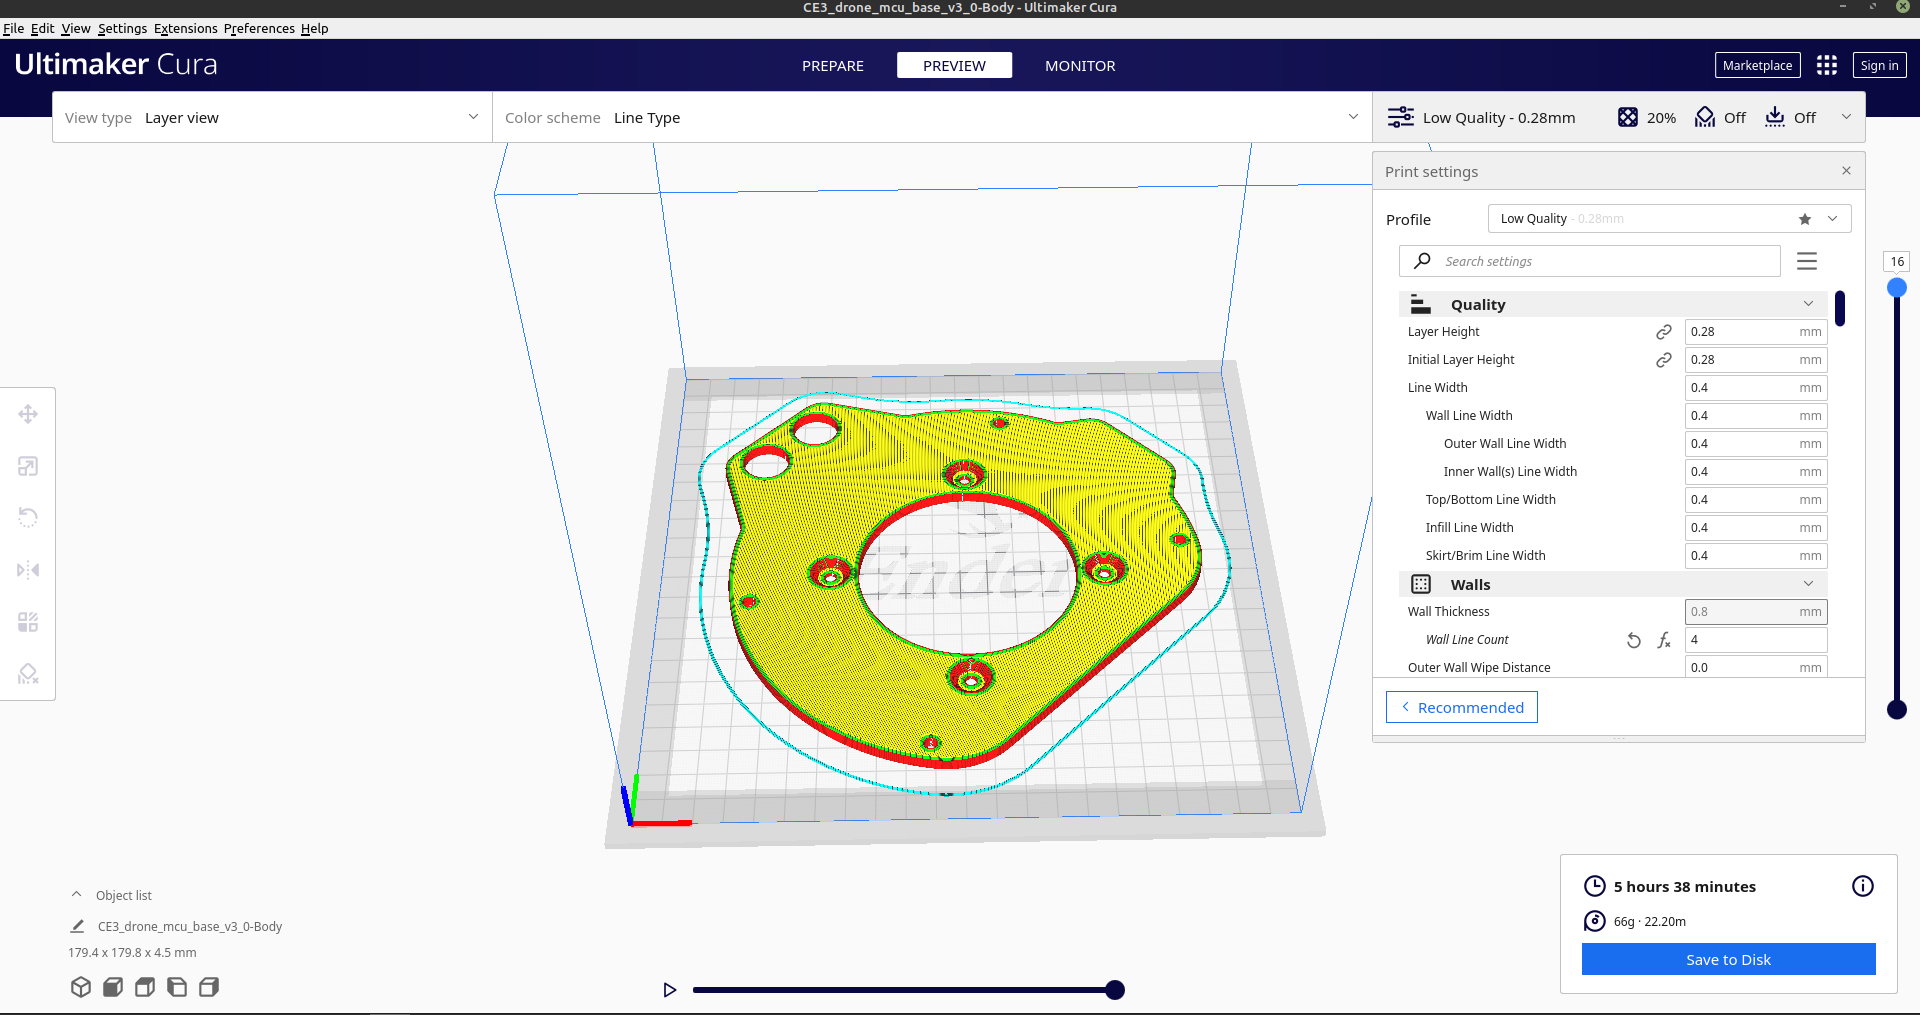 CE3_drone_mcu_base_v3_0-Body - Ultimaker Cura
File Edit View Settings Extensions Preferences Help
Ultimaker Cura
PREPARE
PREVIEW
MONITOR
Marketplace
Sign in
View type Layer view
Color scheme Line Type
Low Quality - 0.28mm
20%
Off
Off
Print settings
Profile
Low Quality - 0.28mm
Search settings
16
Quality
Layer Height 0.28 mm
Initial Layer Height 0.28 mm
Line Width 0.4 mm
Wall Line Width 0.4 mm
Outer Wall Line Width 0.4 mm
Inner Wall(s) Line Width 0.4 mm
Top/Bottom Line Width 0.4 mm
Infill Line Width 0.4 mm
Skirt/Brim Line Width 0.4 mm
Walls
Wall Thickness 0.8 mm
Wall Line Count 4
Outer Wall Wipe Distance 0.0 mm
Recommended
ender
Object list
CE3_drone_mcu_base_v3_0-Body
179.4 x 179.8 x 4.5 mm
5 hours 38 minutes
66g · 22.20m
Save to Disk